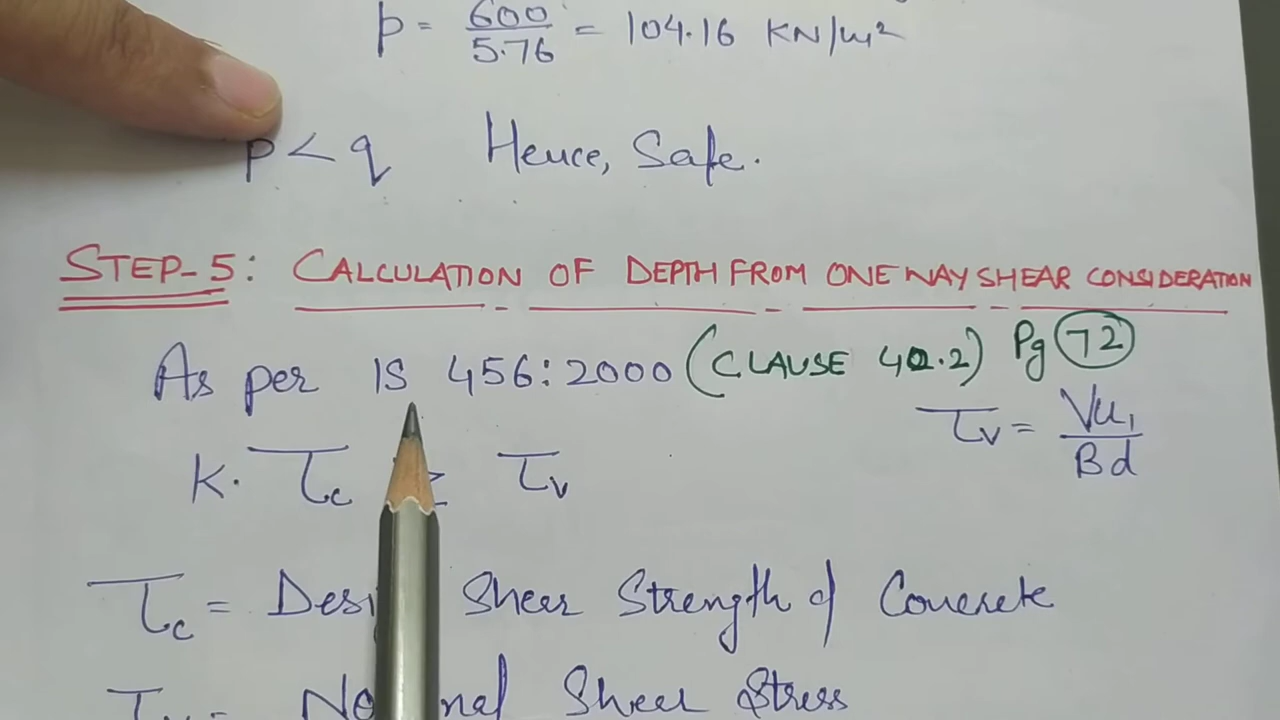 p = 600/5.76 = 104.16 KN/m²
p < q Hence, Safe.
STEP-5: CALCULATION OF DEPTH FROM ONE WAY SHEAR CONSIDERATION
As per IS 456:2000 (CLAUSE 40.2) Pg 72
τv = Vu1/Bd
K. τc ≥ τv
τc = Desi Shear Strength of Concrete
= No nal Shear Stress